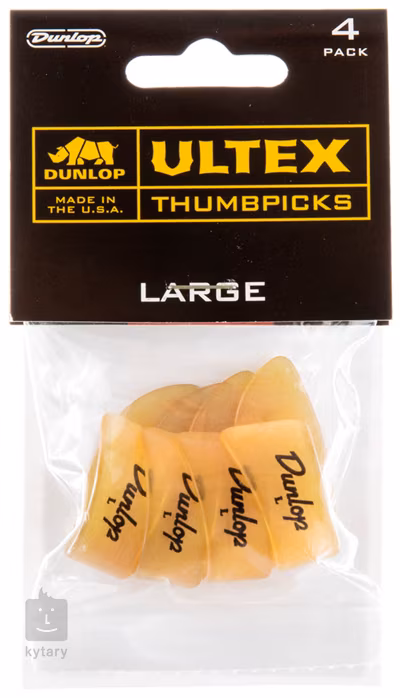 Dunlop
4
PACK
DUNLOP
MADE IN
THE U.S.A.
ULTEX
THUMBPICKS
LARGE
Dunlop
L
Dunlop
L
Dunlop
L
Dunlop
L
L
kytary